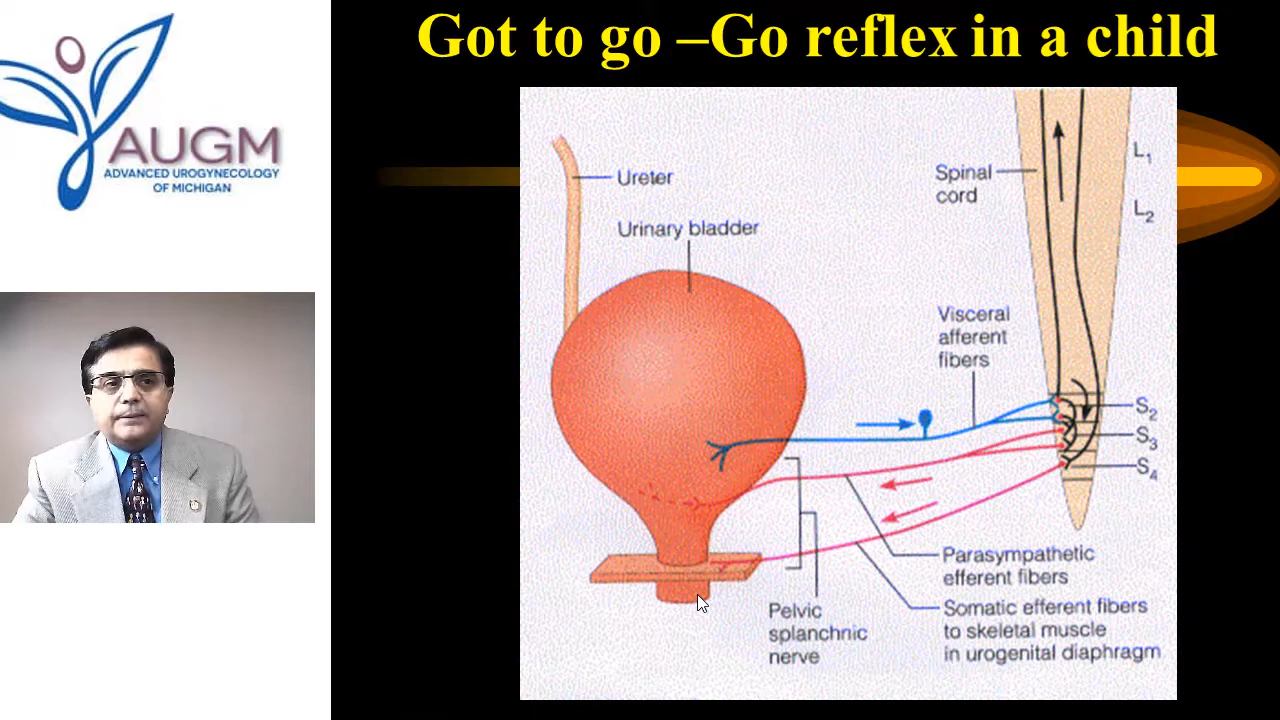 Got to go –Go reflex in a child
AUGM
ADVANCED UROGYNECOLOGY
OF MICHIGAN
Ureter
Urinary bladder
Spinal
cord
L1
L2
Visceral
afferent
fibers
S2
S3
S4
Parasympathetic
efferent fibers
Pelvic
splanchnic
nerve
Somatic efferent fibers
to skeletal muscle
in urogenital diaphragm